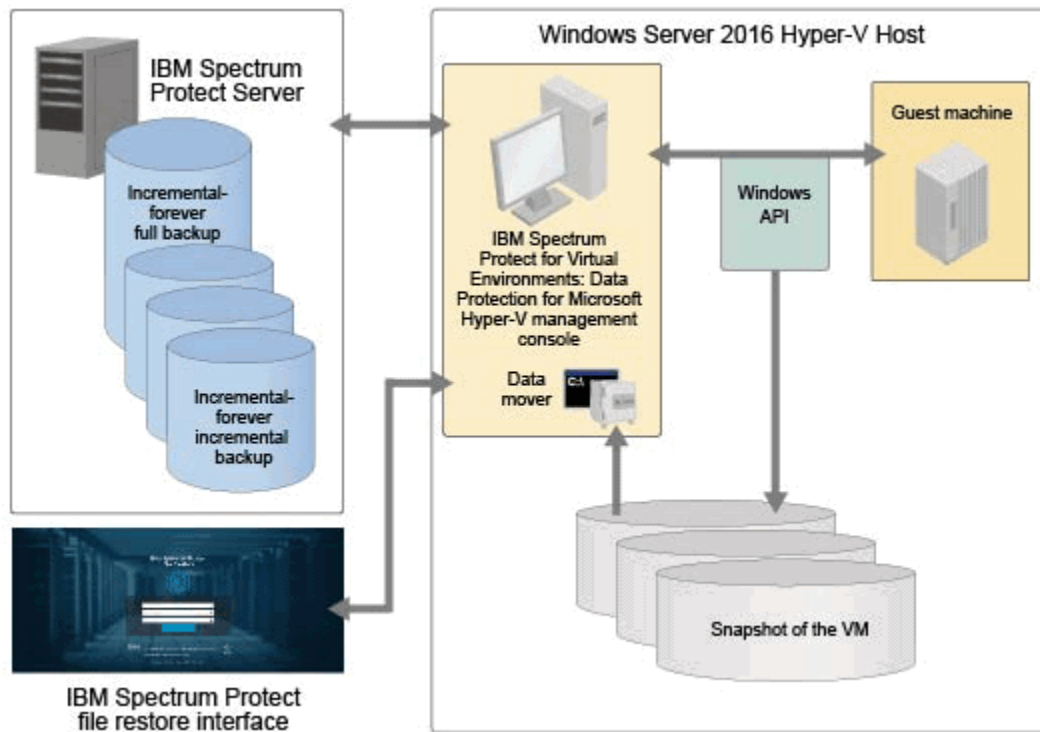 Windows Server 2016 Hyper-V Host
IBM Spectrum
Protect Server
Incremental-
forever
full backup
Incremental-
forever
incremental
backup
IBM Spectrum
Protect for Virtual
Environments: Data
Protection for Microsoft
Hyper-V management
console
Data
mover
C:\
Windows
API
Guest machine
Snapshot of the VM
IBM Spectrum Protect
file restore interface